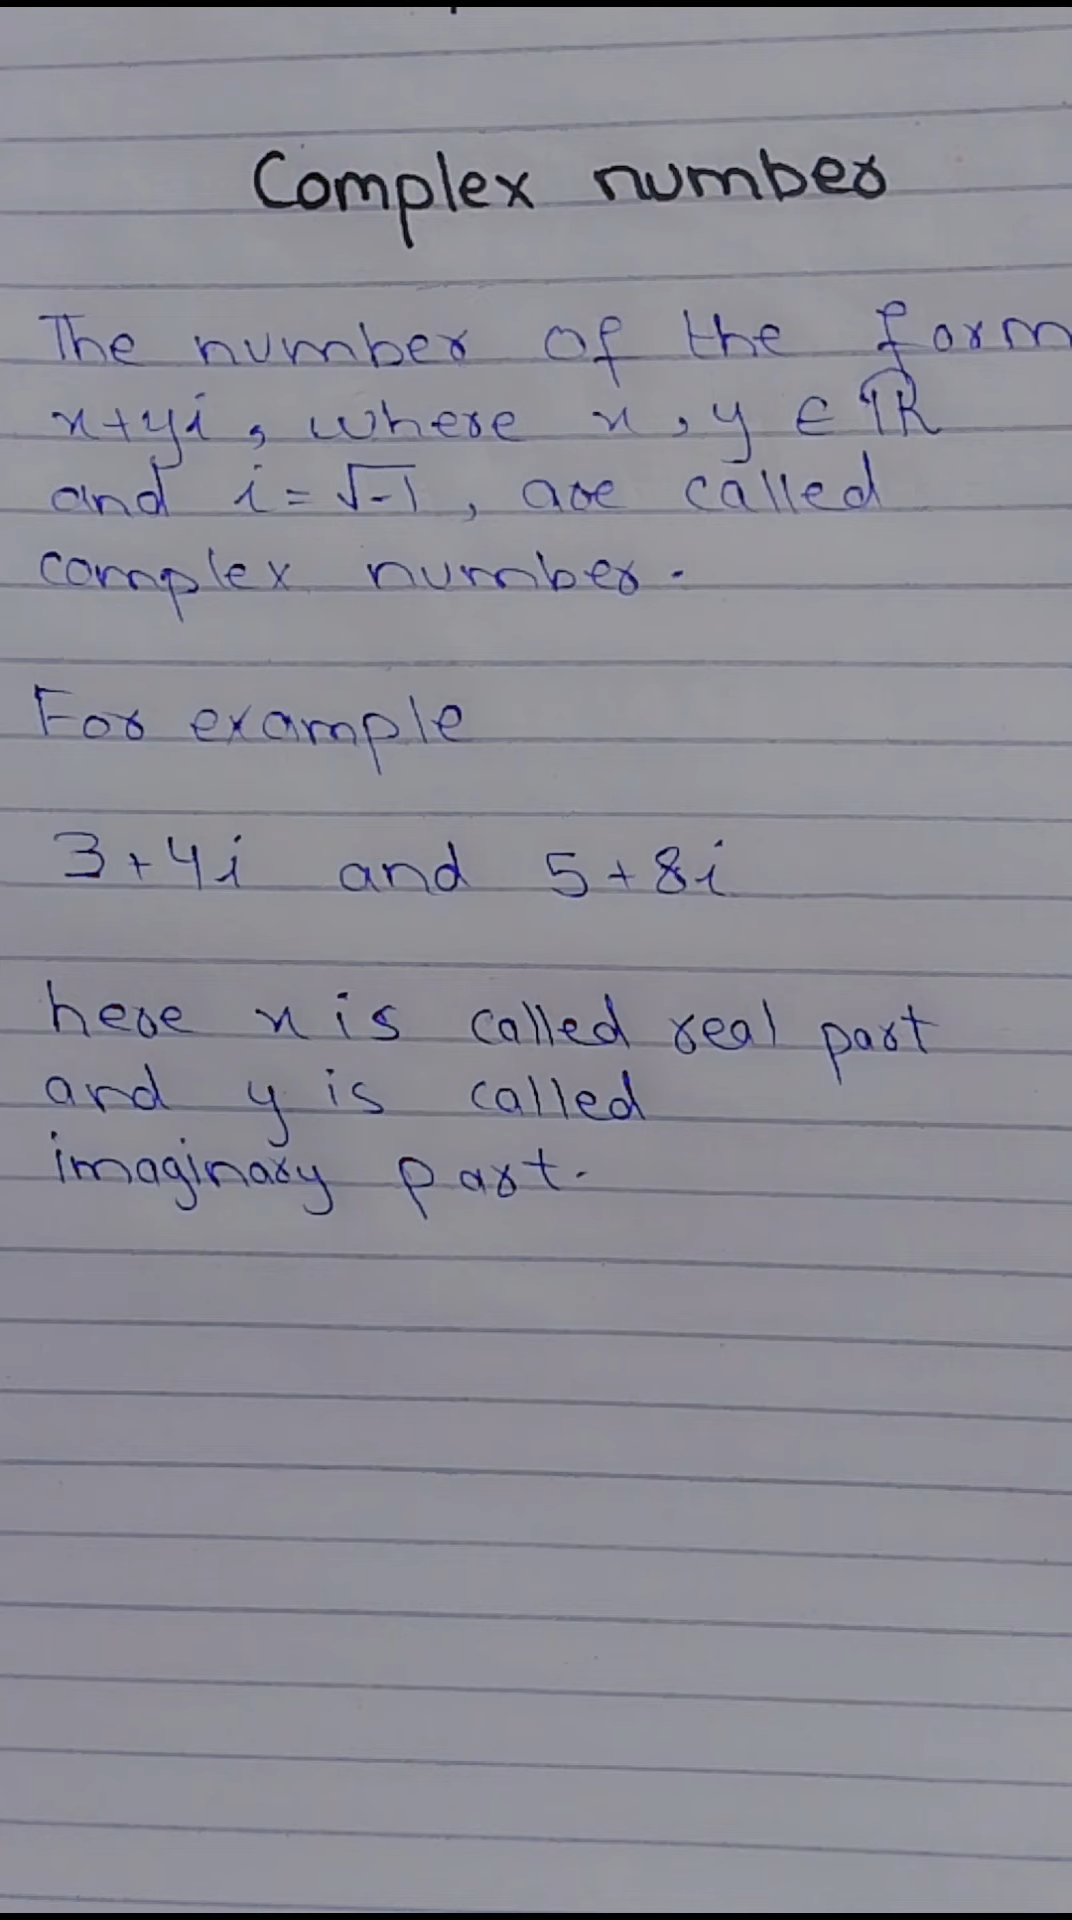 Complex number
The number of the form
x+yi, where x, y ∈ ℝ
and i = √-1, are called
complex number.
For example
3+4i and 5+8i
here x is called real part
and y is called
imaginary part.